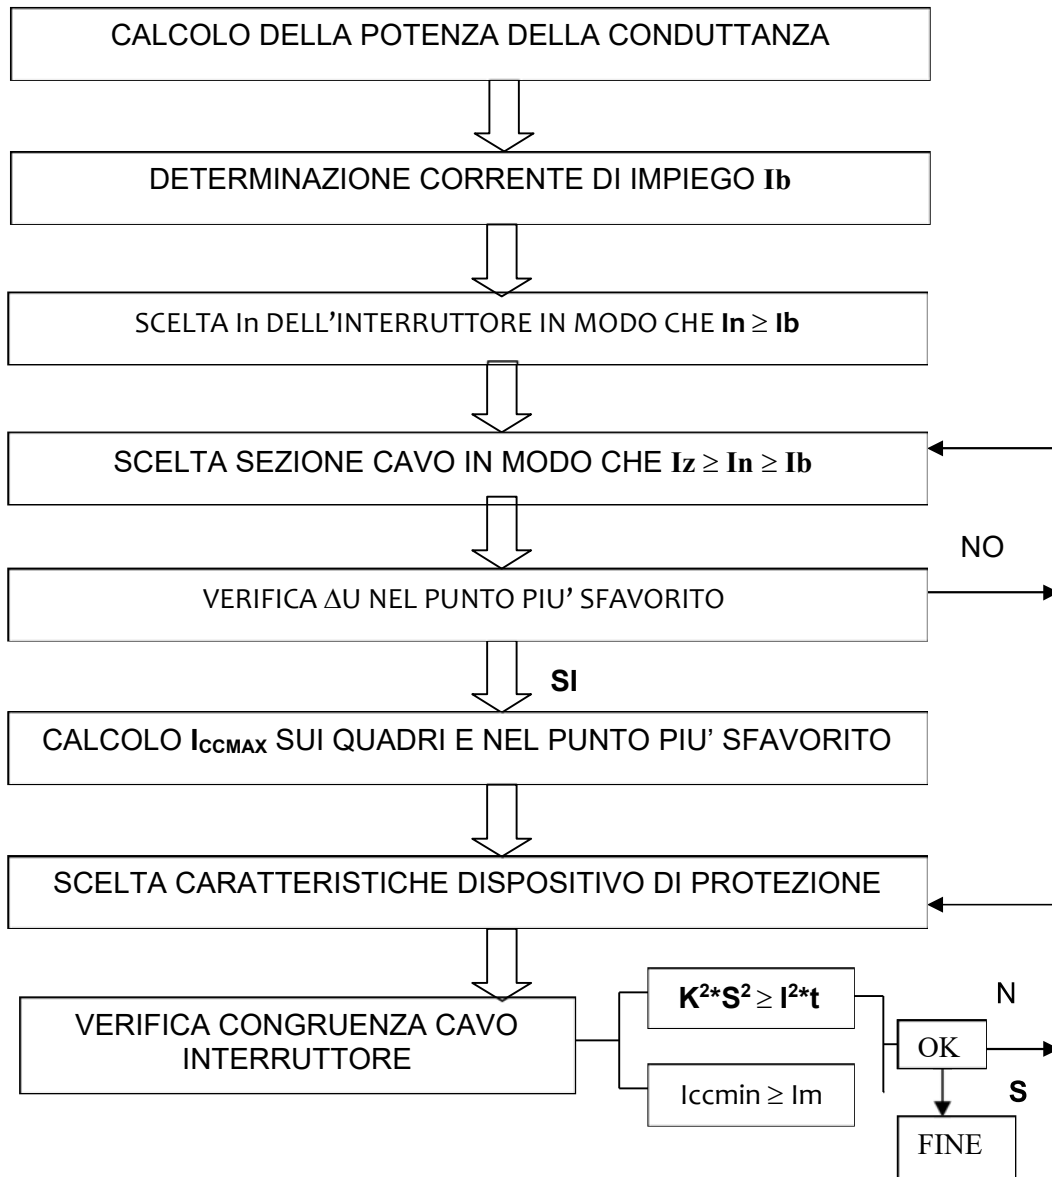 CALCOLO DELLA POTENZA DELLA CONDUTTANZA
DETERMINAZIONE CORRENTE DI IMPIEGO Ib
SCELTA In DELL'INTERRUTTORE IN MODO CHE In ≥ Ib
SCELTA SEZIONE CAVO IN MODO CHE Iz ≥ In ≥ Ib
NO
VERIFICA ΔU NEL PUNTO PIU' SFAVORITO
SI
CALCOLO I_CCMAX SUI QUADRI E NEL PUNTO PIU' SFAVORITO
SCELTA CARATTERISTICHE DISPOSITIVO DI PROTEZIONE
VERIFICA CONGRUENZA CAVO
INTERRUTTORE
K²*S² ≥ I²*t
Iccmin ≥ Im
N
OK
S
FINE